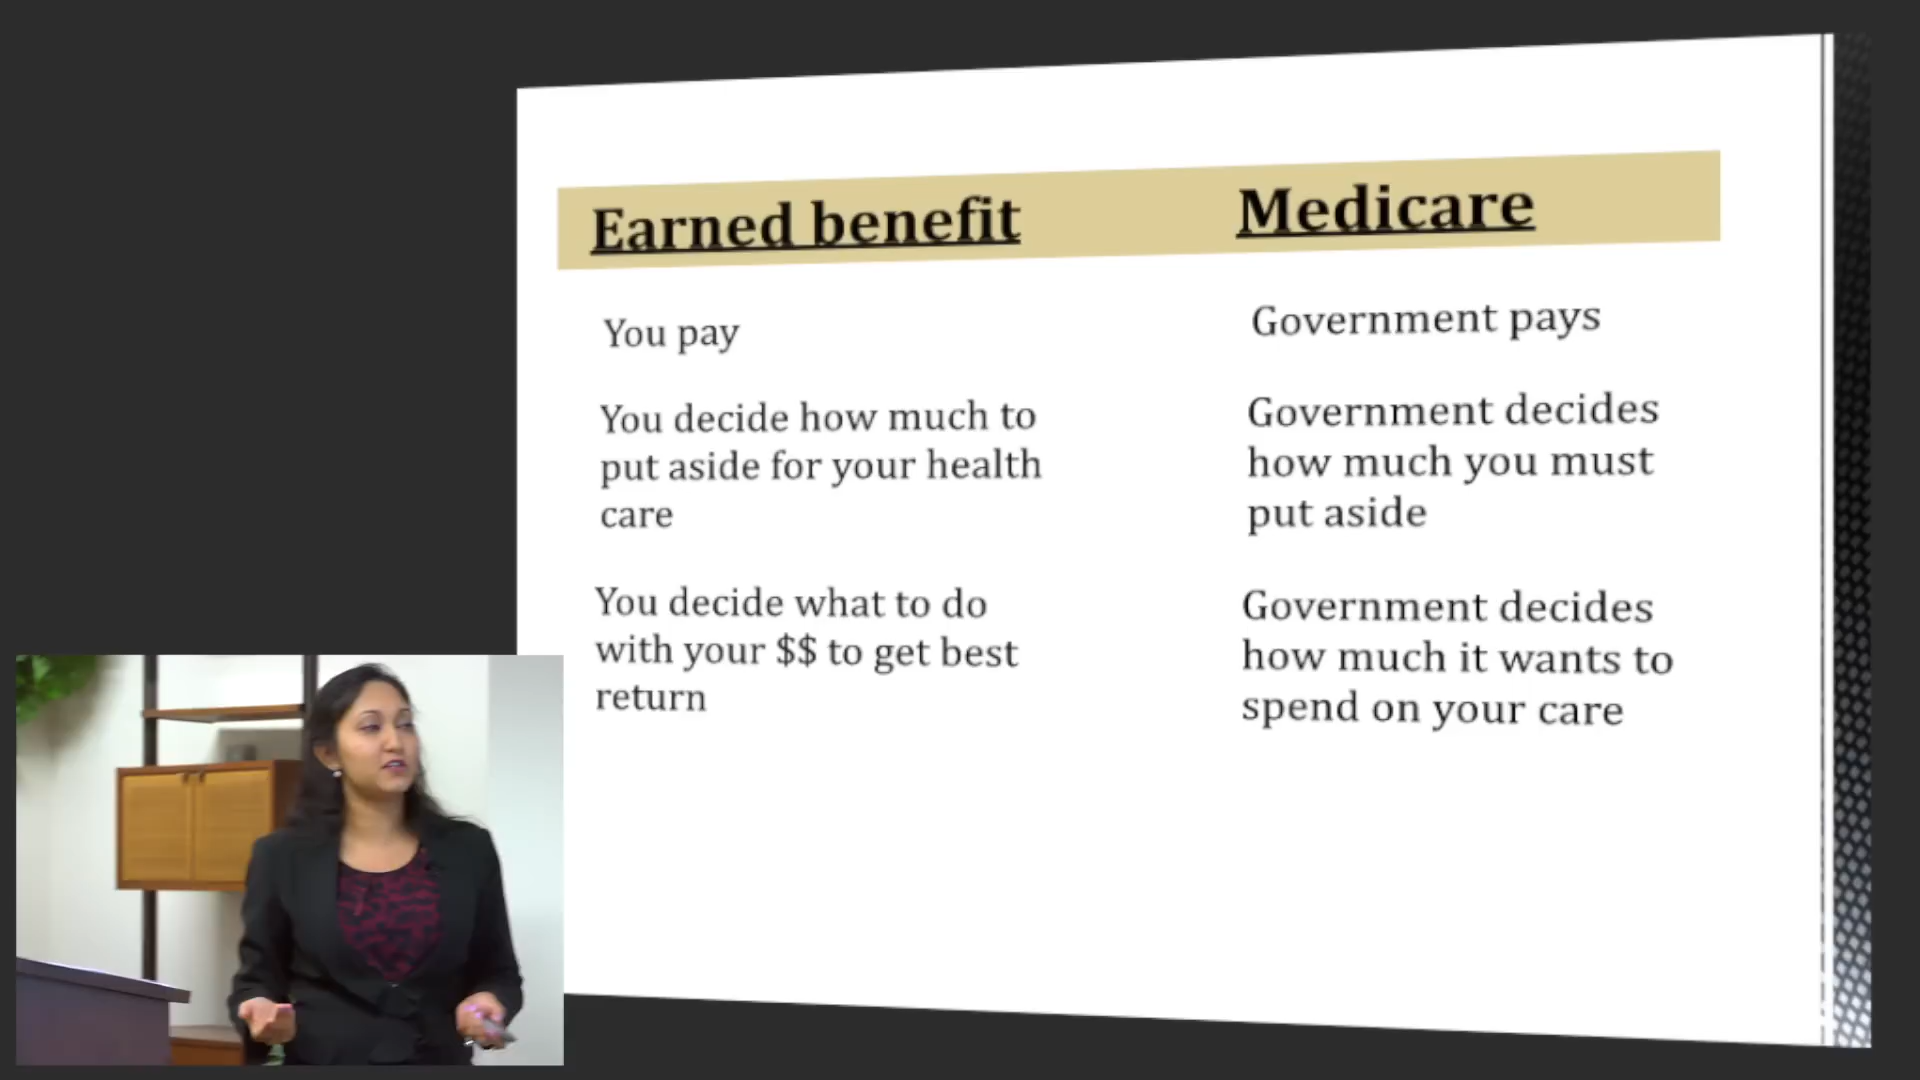 Earned benefit
Medicare
You pay
Government pays
You decide how much to
put aside for your health
care
Government decides
how much you must
put aside
You decide what to do
with your $$ to get best
return
Government decides
how much it wants to
spend on your care